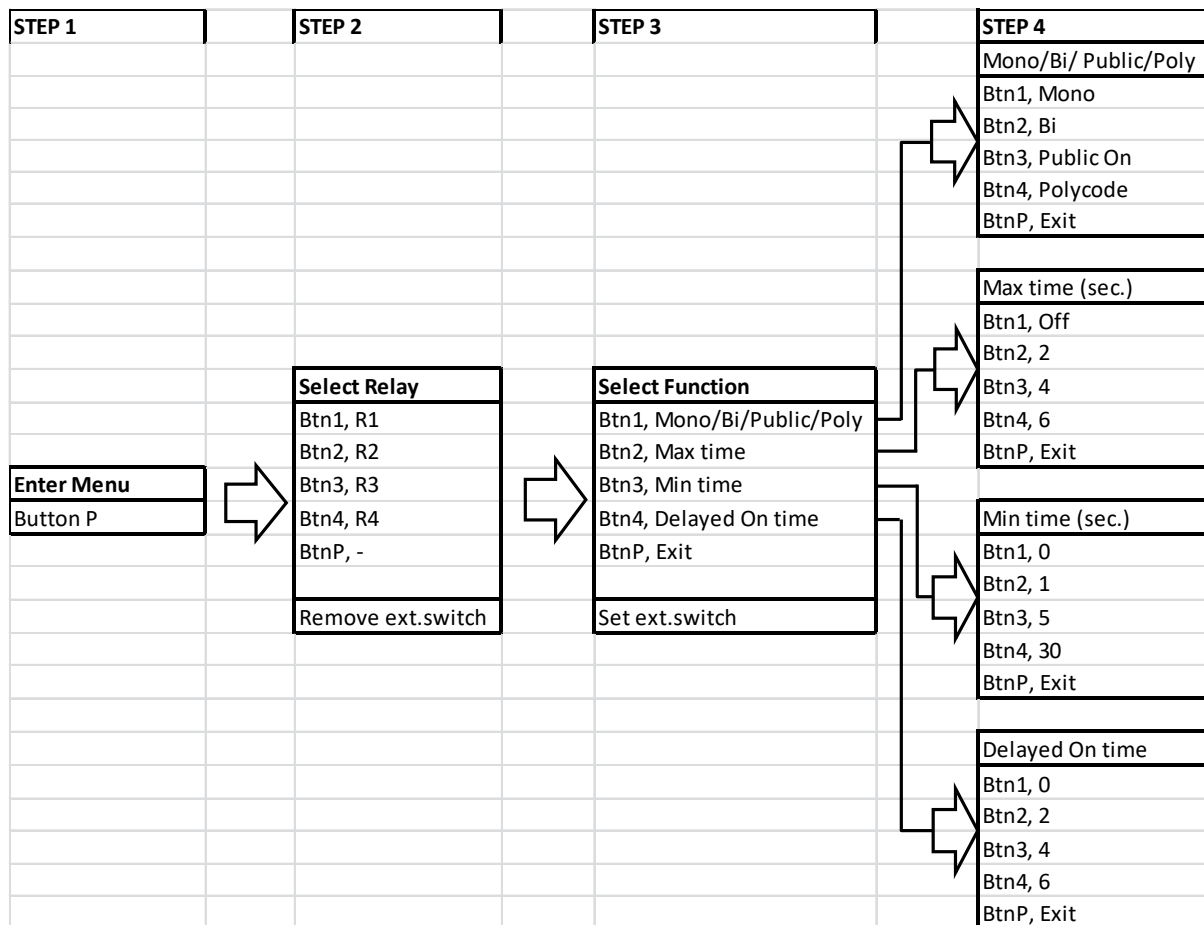 STEP 1
STEP 2
STEP 3
STEP 4
Enter Menu
Button P
Select Relay
Btn1, R1
Btn2, R2
Btn3, R3
Btn4, R4
BtnP, -
Remove ext.switch
Select Function
Btn1, Mono/Bi/Public/Poly
Btn2, Max time
Btn3, Min time
Btn4, Delayed On time
BtnP, Exit
Set ext.switch
Mono/Bi/ Public/Poly
Btn1, Mono
Btn2, Bi
Btn3, Public On
Btn4, Polycode
BtnP, Exit
Max time (sec.)
Btn1, Off
Btn2, 2
Btn3, 4
Btn4, 6
BtnP, Exit
Min time (sec.)
Btn1, 0
Btn2, 1
Btn3, 5
Btn4, 30
BtnP, Exit
Delayed On time
Btn1, 0
Btn2, 2
Btn3, 4
Btn4, 6
BtnP, Exit